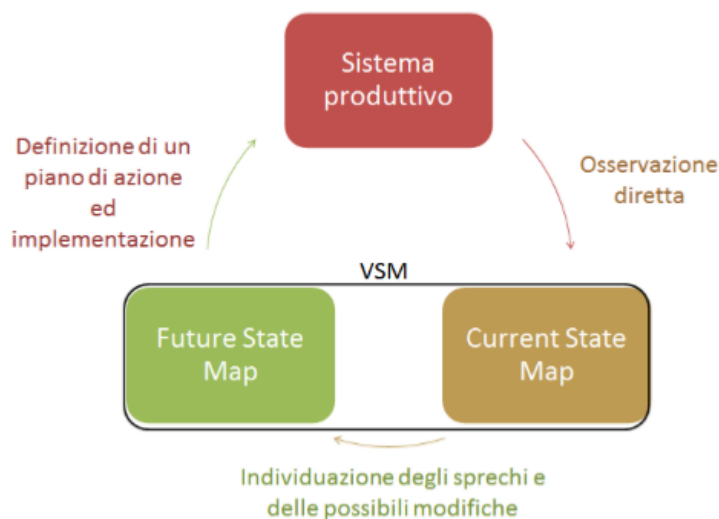 Sistema
produttivo
Definizione di un
piano di azione
ed
implementazione
Osservazione
diretta
VSM
Future State
Map
Current State
Map
Individuazione degli sprechi e
delle possibili modifiche